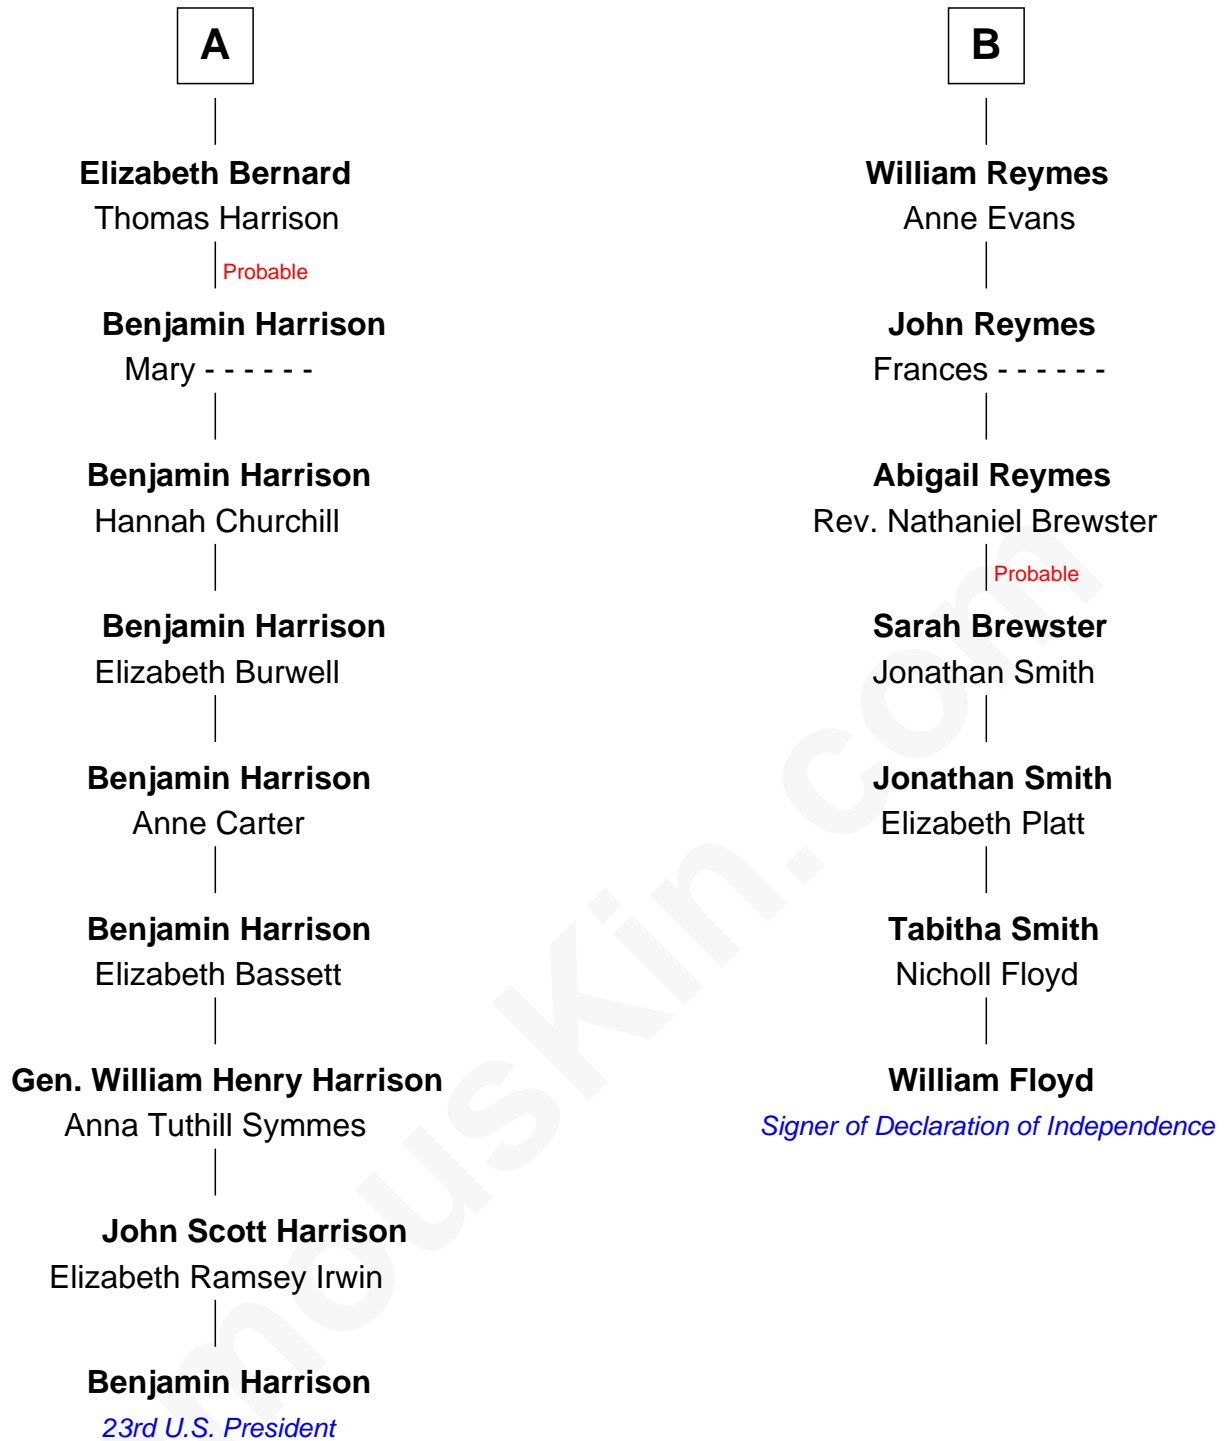 A
Elizabeth Bernard
Thomas Harrison
Probable
Benjamin Harrison
Mary - - - - - -
Benjamin Harrison
Hannah Churchill
Benjamin Harrison
Elizabeth Burwell
Benjamin Harrison
Anne Carter
Benjamin Harrison
Elizabeth Bassett
Gen. William Henry Harrison
Anna Tuthill Symmes
John Scott Harrison
Elizabeth Ramsey Irwin
Benjamin Harrison
23rd U.S. President
B
William Reymes
Anne Evans
John Reymes
Frances - - - - - -
Abigail Reymes
Rev. Nathaniel Brewster
Probable
Sarah Brewster
Jonathan Smith
Jonathan Smith
Elizabeth Platt
Tabitha Smith
Nicholl Floyd
William Floyd
Signer of Declaration of Independence
mousKin.com